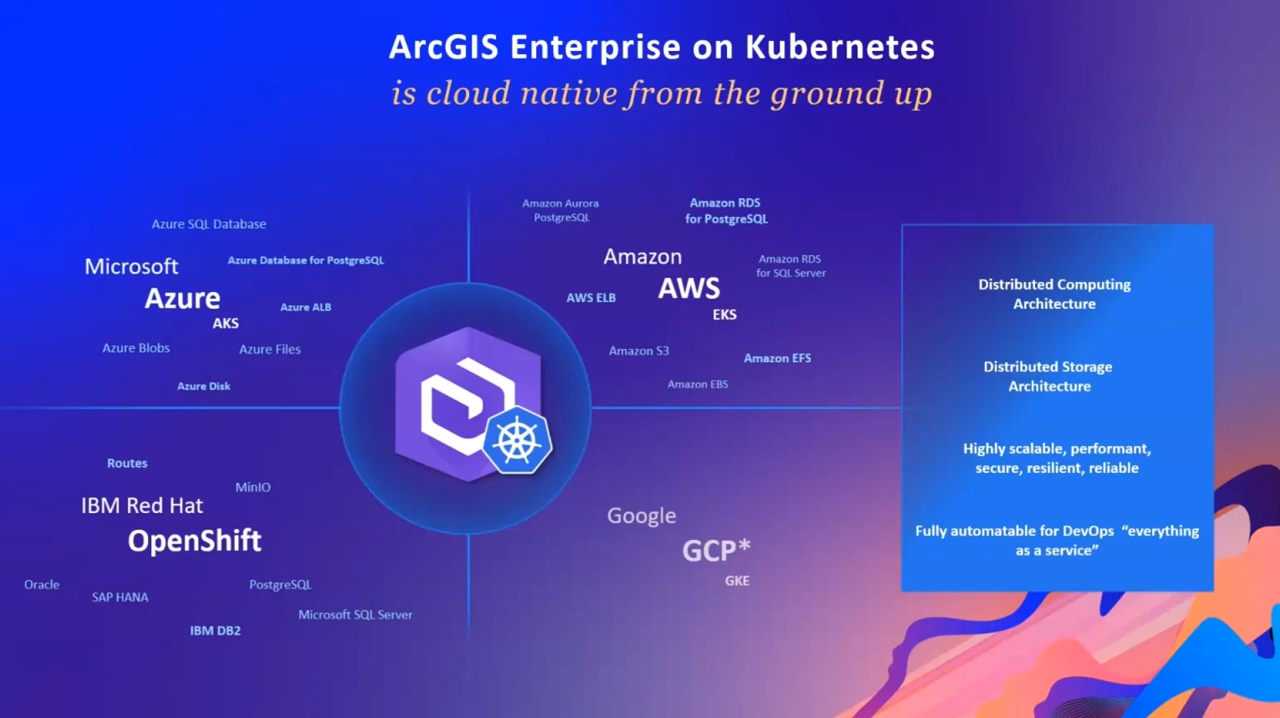 ArcGIS Enterprise on Kubernetes
is cloud native from the ground up
Azure SQL Database
Microsoft
Azure Database for PostgreSQL
Azure
Azure ALB
AKS
Azure Blobs
Azure Files
Azure Disk
Amazon Aurora
PostgreSQL
Amazon RDS
for PostgreSQL
Amazon
Amazon RDS
for SQL Server
AWS ELB
AWS
EKS
Amazon S3
Amazon EFS
Amazon EBS
Routes
MinIO
IBM Red Hat
OpenShift
Oracle
SAP HANA
PostgreSQL
Microsoft SQL Server
IBM DB2
Google
GCP*
GKE
Distributed Computing
Architecture
Distributed Storage
Architecture
Highly scalable, performant,
secure, resilient, reliable
Fully automatable for DevOps “everything
as a service”